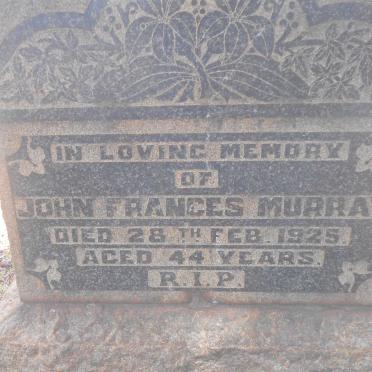 IN LOVING MEMORY
OF
JOHN FRANCES MURRA
DIED 28TH FEB. 1925.
AGED 44 YEARS.
R.I.P.